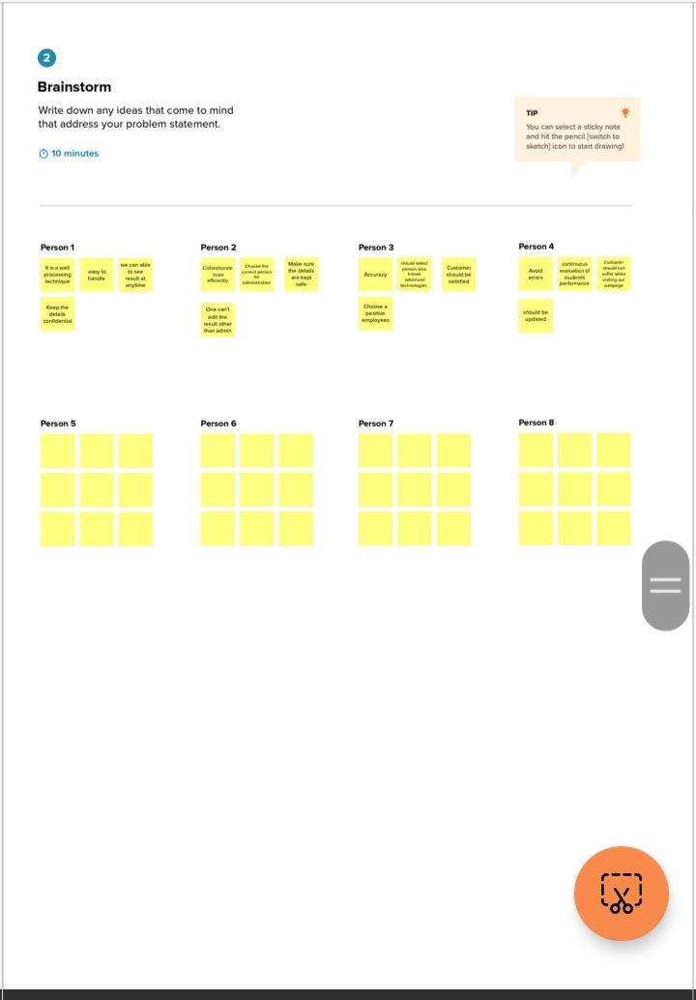 2
Brainstorm
Write down any ideas that come to mind
that address your problem statement.
10 minutes
TIP
You can select a sticky note
and hit the pencil [switch to
sketch] icon to start drawing!
Person 1
It is a well
processing
technique
easy to
handle
we can able
to see
result at
anytime
Keep the
details
confidential
Person 2
more
efficiently
Choose the
correct person
for
administration
Make sure
the details
are kept
safe
One can't
edit the
result other
than admin
Person 3
Accuracy
should select
person who
knows
advanced
technologies
Customer
should be
satisfied
Choose a
positive
employees
Person 4
Avoid
errors
continuous
evaluation of
student's
performance
Customer
should not
suffer while
visiting our
webpage
should be
updated
Person 5
Person 6
Person 7
Person 8